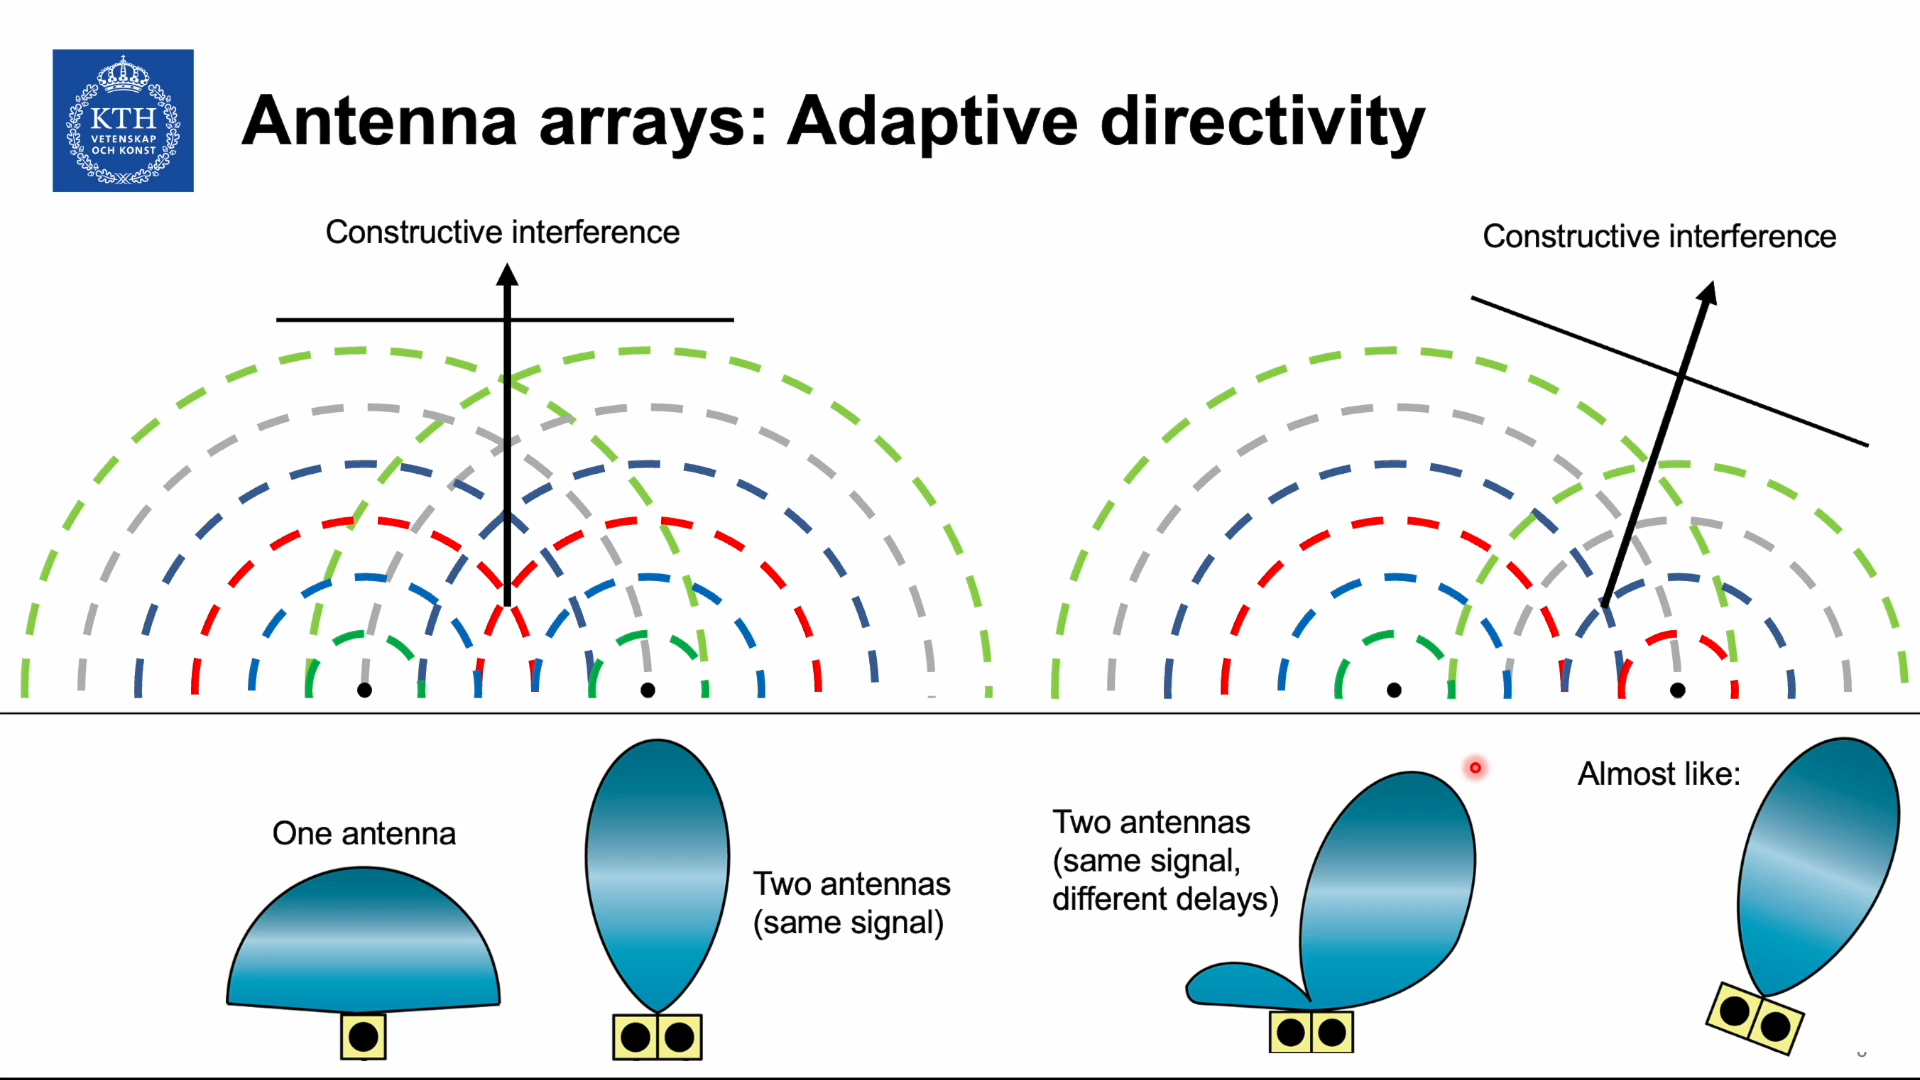 KTH
VETENSKAP
OCH KONST
Antenna arrays: Adaptive directivity
Constructive interference
Constructive interference
One antenna
Two antennas
(same signal)
Two antennas
(same signal,
different delays)
Almost like: